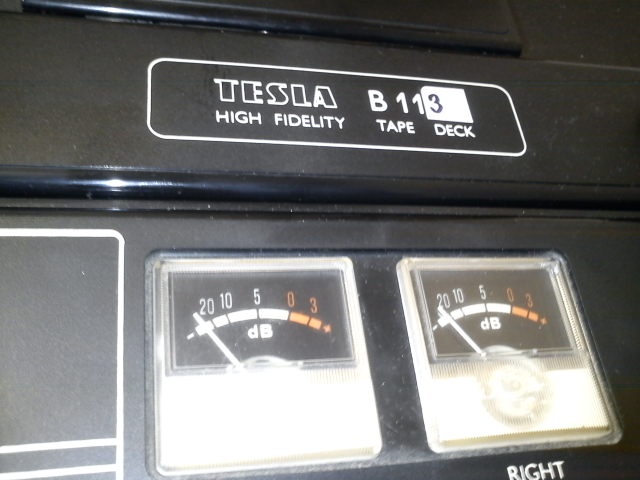 TESLA B 113
HIGH FIDELITY TAPE DECK
20 10 5 0 3
- dB +
20 10 5 0 3
- dB +
RIGHT